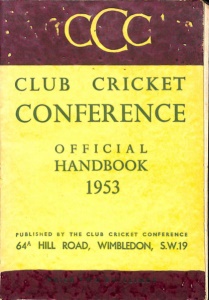 CCC
CLUB CRICKET
CONFERENCE
OFFICIAL
HANDBOOK
1953
PUBLISHED BY THE CLUB CRICKET CONFERENCE
64A HILL ROAD, WIMBLEDON, S.W.19